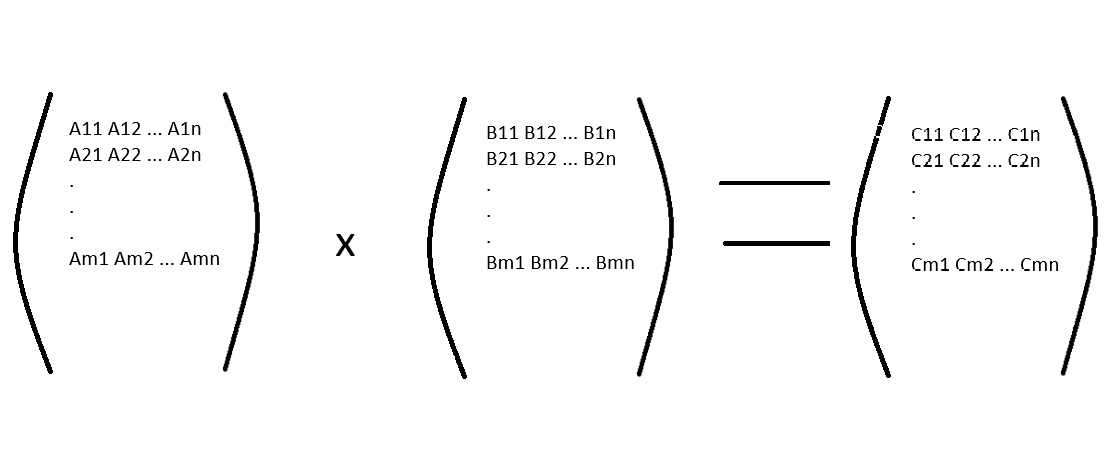 A11 A12 ... A1n
A21 A22 ... A2n
.
.
.
Am1 Am2 ... Amn
x
B11 B12 ... B1n
B21 B22 ... B2n
.
.
.
Bm1 Bm2 ... Bmn
=
C11 C12 ... C1n
C21 C22 ... C2n
.
.
.
Cm1 Cm2 ... Cmn